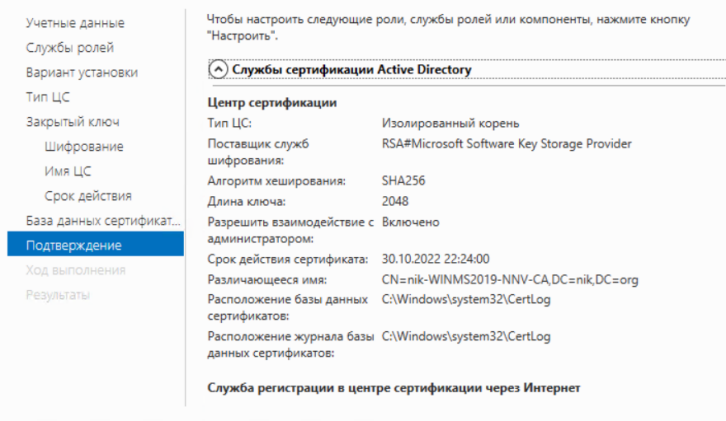 Учетные данные
Службы ролей
Вариант установки
Тип ЦС
Закрытый ключ
Шифрование
Имя ЦС
Срок действия
База данных сертификат...
Подтверждение
Ход выполнения
Результаты
Чтобы настроить следующие роли, службы ролей или компоненты, нажмите кнопку
"Настроить".
Службы сертификации Active Directory
Центр сертификации
Тип ЦС: Изолированный корень
Поставщик служб RSA#Microsoft Software Key Storage Provider
шифрования:
Алгоритм хеширования: SHA256
Длина ключа: 2048
Разрешить взаимодействие с Включено
администратором:
Срок действия сертификата: 30.10.2022 22:24:00
Различающееся имя: CN=nik-WINMS2019-NNV-CA,DC=nik,DC=org
Расположение базы данных C:\Windows\system32\CertLog
сертификатов:
Расположение журнала базы C:\Windows\system32\CertLog
данных сертификатов:
Служба регистрации в центре сертификации через Интернет